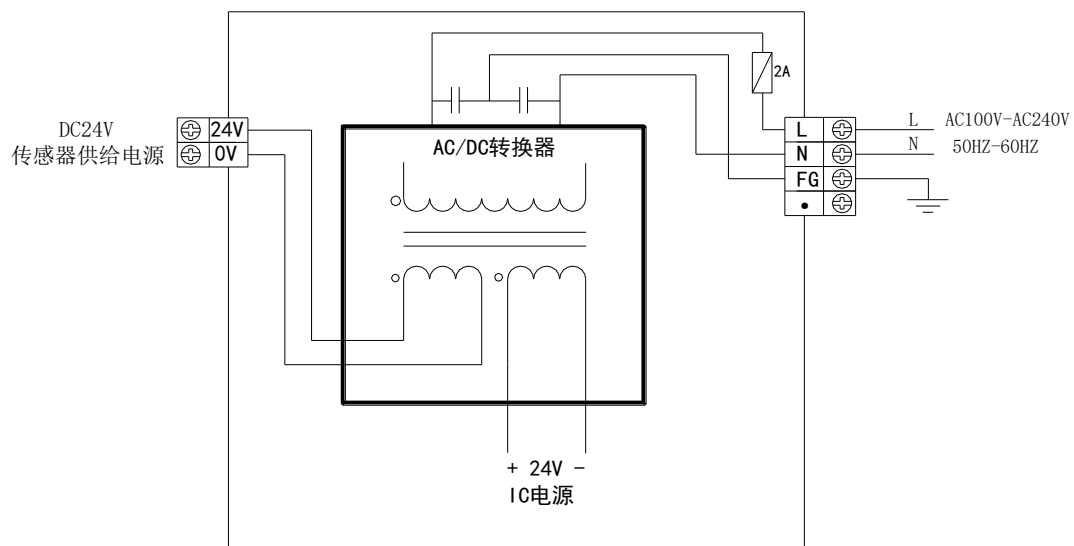 2A
DC24V
传感器供给电源
24V
0V
AC/DC转换器
L
N
FG
L
N
AC100V-AC240V
50HZ-60HZ
+ 24V -
IC电源